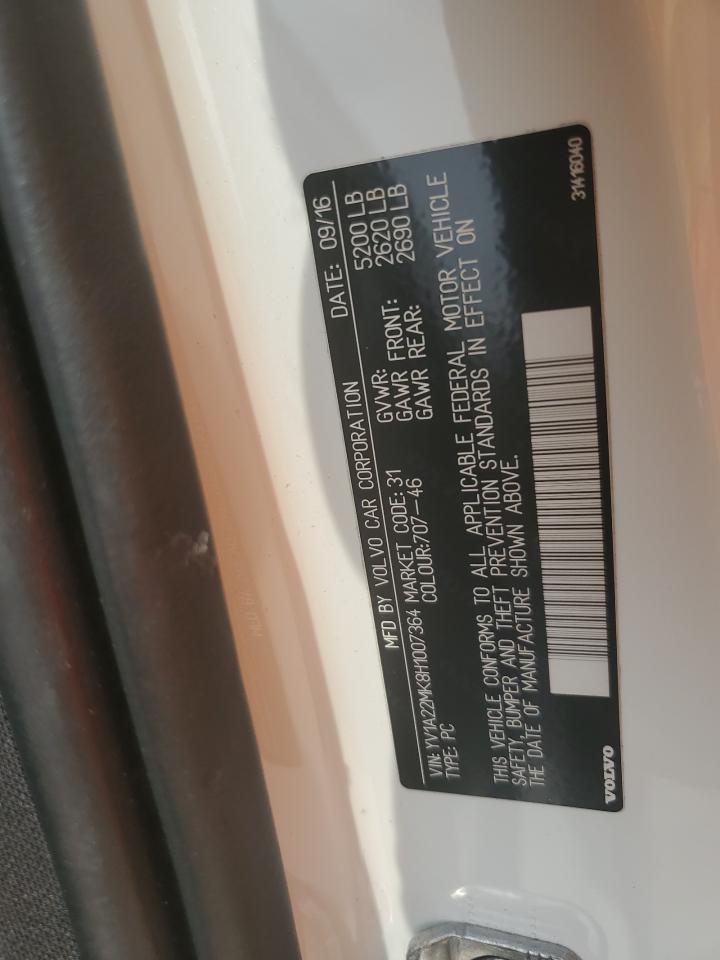 MFD BY VOLVO CAR CORPORATION DATE: 09/16
VIN: YV1A22MK8H1007364 MARKET CODE: 31 GVWR: 5200 LB
TYPE: PC COLOUR:707-46 GAWR FRONT: 2620 LB
GAWR REAR: 2690 LB
THIS VEHICLE CONFORMS TO ALL APPLICABLE FEDERAL MOTOR VEHICLE
SAFETY, BUMPER AND THEFT PREVENTION STANDARDS IN EFFECT ON
THE DATE OF MANUFACTURE SHOWN ABOVE.
VOLVO 31416040